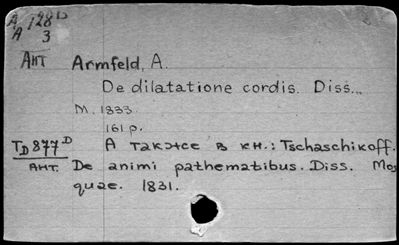 A 128 D
A 3
Ант Armfeld, A.
De dilatatione cordis. Diss...
M. 1833.
161 p.
TD 877 D А также в кн.: Tschaschikoff.
Ант. De animi pathematibus. Diss. Mos
quae. 1831.